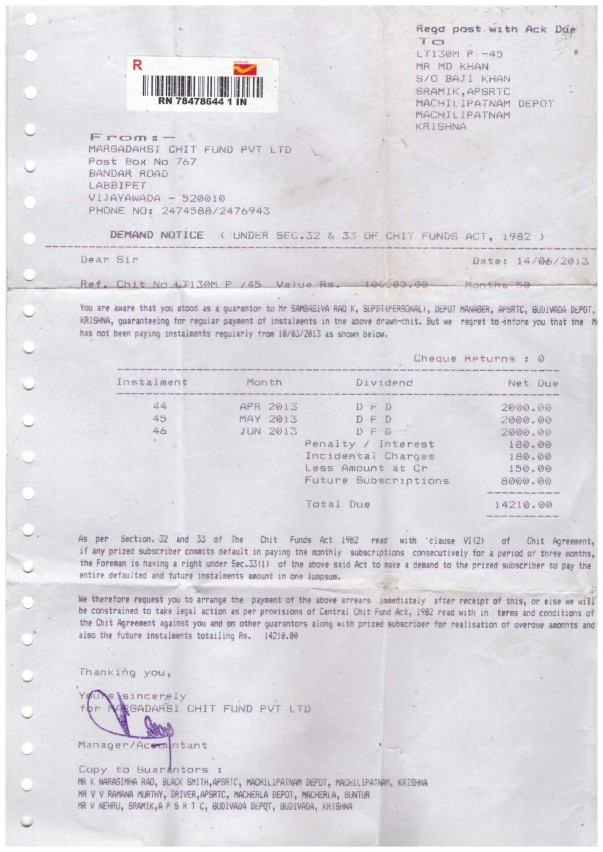 Regd post with Ack Due
To
LT130M P -45
MR MD KHAN
S/O BAJI KHAN
SRAMIK,APSRTC
MACHILIPATNAM DEPOT
MACHILIPATNAM
KRISHNA
R
RN 78478644 1 IN
From:-
MARGADARSI CHIT FUND PVT LTD
Post Box No 767
BANDAR ROAD
LABBIPET
VIJAYAWADA - 520010
PHONE NO: 2474588/2476943
DEMAND NOTICE ( UNDER SEC.32 & 33 OF CHIT FUNDS ACT, 1982 )
Dear Sir Date: 14/06/2013
Ref. Chit No LT130M P /45 Value Rs. 100000.00 Months 50
You are aware that you stood as a guarantor to Mr SAMBASIVA RAO K, SUPDT(PERSONAL), DEPOT MANAGER, APSRTC, GUDIVADA DEPOT,
KRISHNA, guaranteeing for regular payment of instalments in the above drawn-chit. But we regret to inform you that the
has not been paying instalments regularly from 10/03/2013 as shown below.
Cheque Returns : 0
Instalment Month Dividend Net Due
44 APR 2013 D F D 2000.00
45 MAY 2013 D F D 2000.00
46 JUN 2013 D F D 2000.00
Penalty / Interest 180.00
Incidental Charges 180.00
Less Amount at Cr 150.00
Future Subscriptions 8000.00
Total Due 14210.00
As per Section. 32 and 33 of The Chit Funds Act 1982 read with clause VI(2) of Chit Agreement,
if any prized subscriber commits default in paying the monthly subscriptions consecutively for a period of three months,
the Foreman is having a right under Sec.33(1) of the above said Act to make a demand to the prized subscriber to pay the
entire defaulted and future instalments amount in one lumpsum.
We therefore request you to arrange the payment of the above arrears immediately after receipt of this, or else we will
be constrained to take legal action as per provisions of Central Chit Fund Act, 1982 read with in terms and conditions of
the Chit Agreement against you and on other guarantors along with prized subscriber for realisation of overdue amonnts and
also the future instalments totalling Rs. 14210.00
Thanking you,
Yours sincerely
for MARGADARSI CHIT FUND PVT LTD
Manager/Accountant
Copy to Guarantors :
MR K NARASIMHA RAO, BLACK SMITH,APSRTC, MACHILIPATNAM DEPOT, MACHILIPATNAM, KRISHNA
MR V V RAMANA MURTHY, DRIVER,APSRTC, MACHERLA DEPOT, MACHERLA, GUNTUR
MR V NEHRU, SRAMIK,A P S R T C, GUDIVADA DEPOT, GUDIVADA, KRISHNA